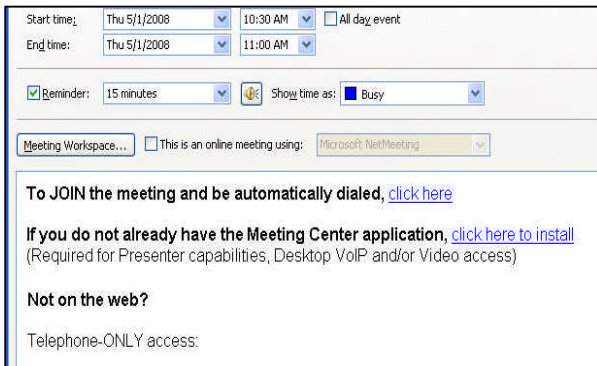 Start time: Thu 5/1/2008 10:30 AM All day event
End time: Thu 5/1/2008 11:00 AM
Reminder: 15 minutes Show time as: Busy
Meeting Workspace... This is an online meeting using: Microsoft NetMeeting
To JOIN the meeting and be automatically dialed, click here
If you do not already have the Meeting Center application, click here to install
(Required for Presenter capabilities, Desktop VoIP and/or Video access)
Not on the web?
Telephone-ONLY access: